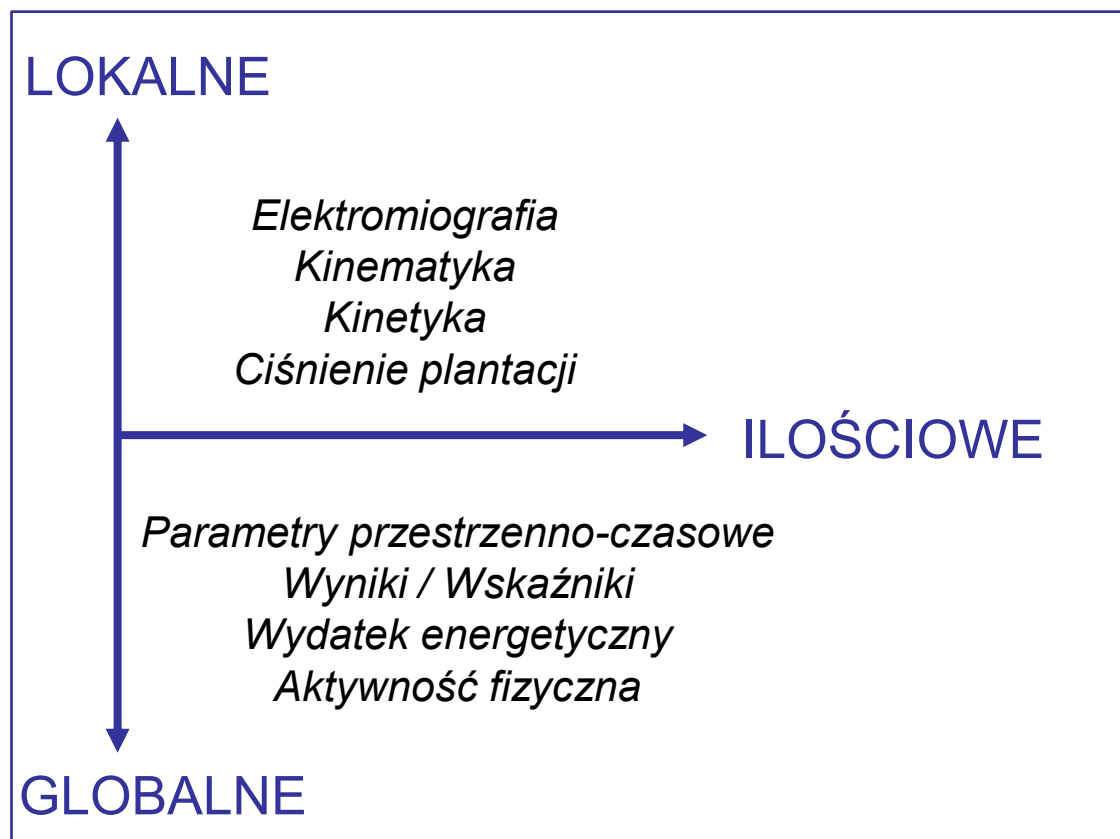 LOKALNE
Elektromiografia
Kinematyka
Kinetyka
Ciśnienie plantacji
ILOŚCIOWE
Parametry przestrzenno-czasowe
Wyniki / Wskaźniki
Wydatek energetyczny
Aktywność fizyczna
GLOBALNE